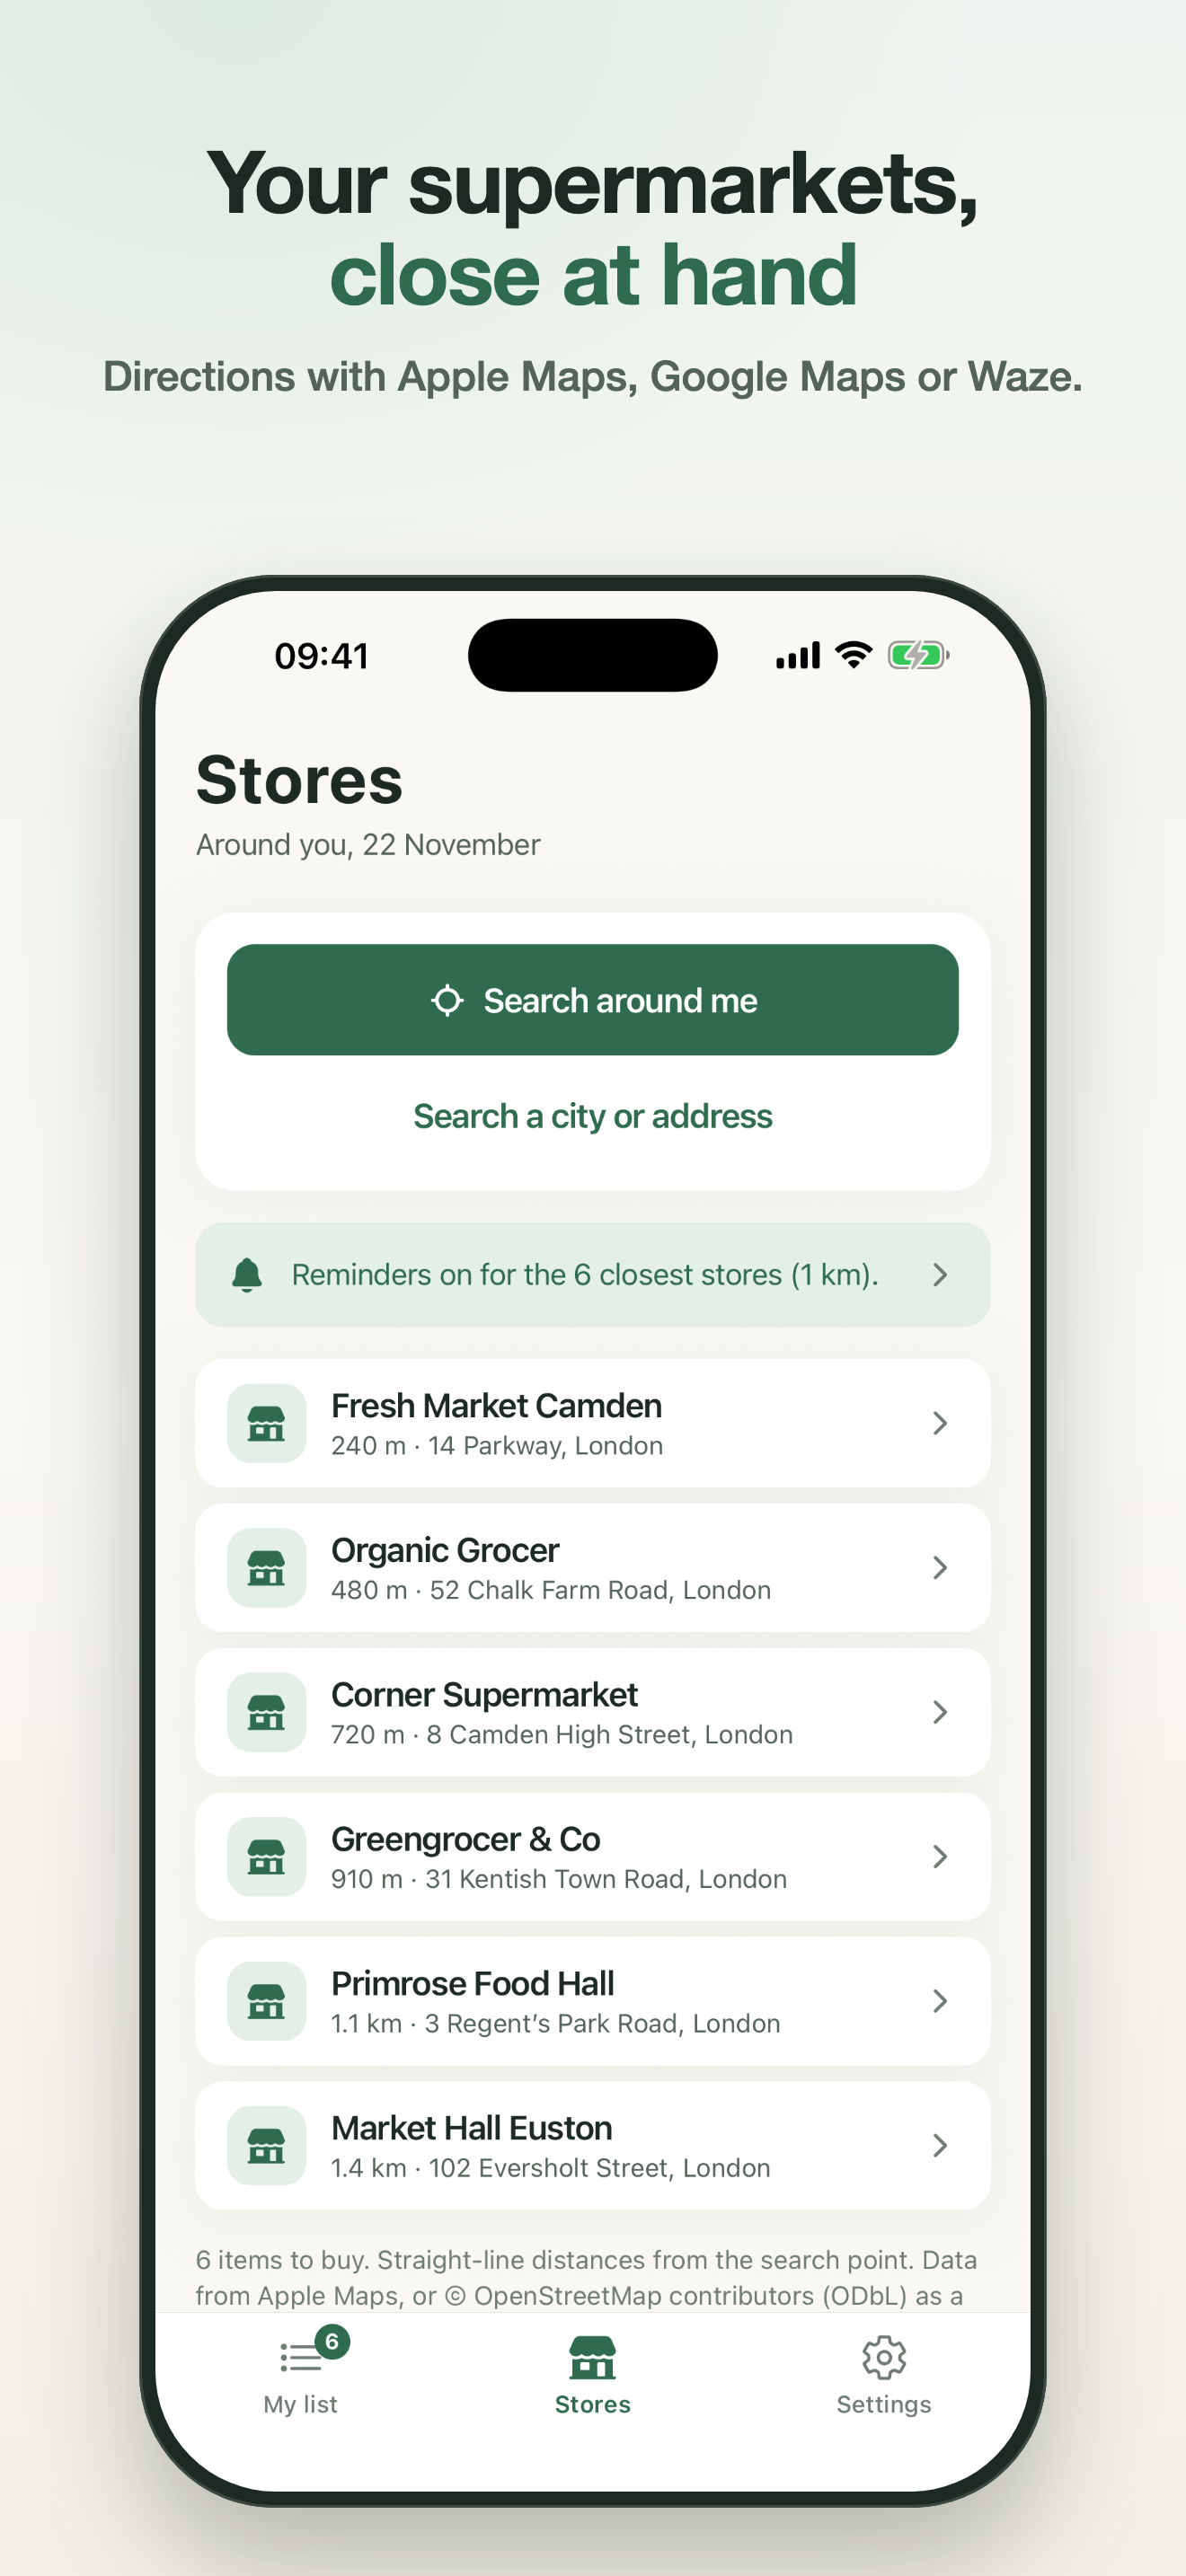 Your supermarkets,
close at hand
Directions with Apple Maps, Google Maps or Waze.
09:41
Stores
Around you, 22 November
Search around me
Search a city or address
Reminders on for the 6 closest stores (1 km).
Fresh Market Camden
240 m · 14 Parkway, London
Organic Grocer
480 m · 52 Chalk Farm Road, London
Corner Supermarket
720 m · 8 Camden High Street, London
Greengrocer & Co
910 m · 31 Kentish Town Road, London
Primrose Food Hall
1.1 km · 3 Regent’s Park Road, London
Market Hall Euston
1.4 km · 102 Eversholt Street, London
6 items to buy. Straight-line distances from the search point. Data
from Apple Maps, or © OpenStreetMap contributors (ODbL) as a
6
My list
Stores
Settings